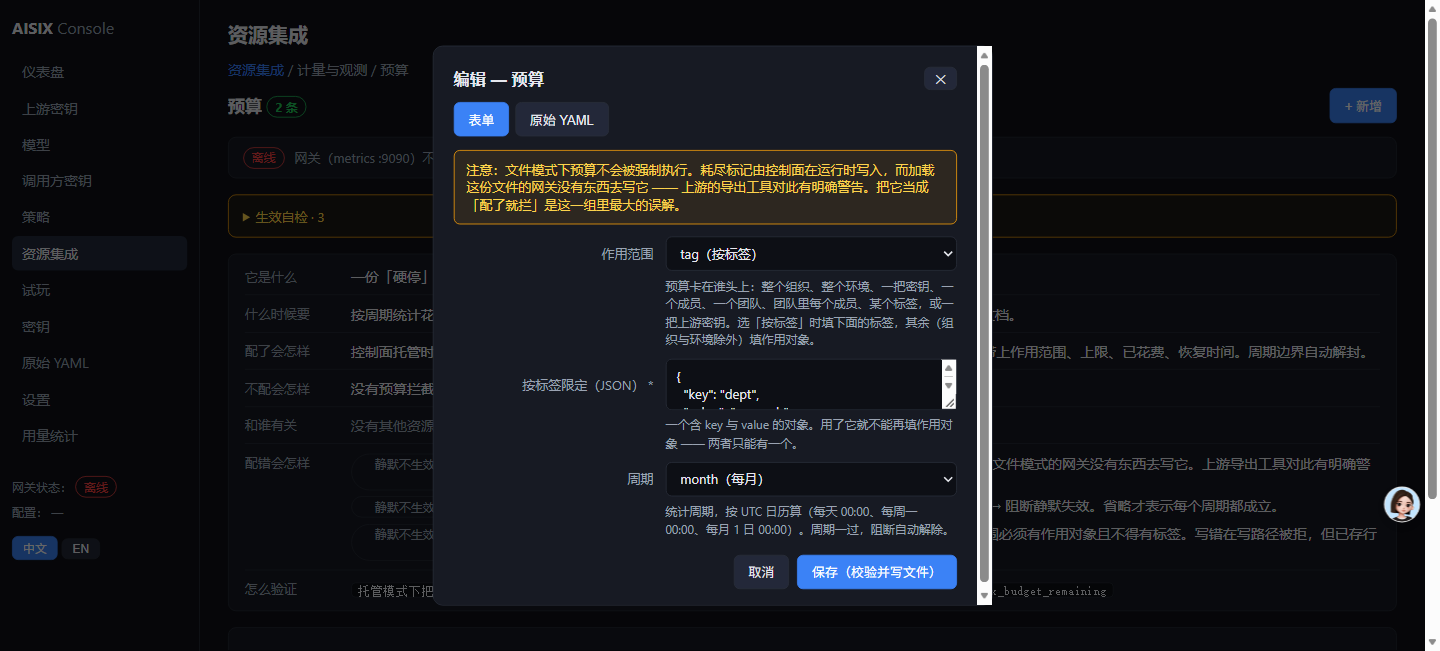 AISIX Console
仪表盘
上游密钥
模型
调用方密钥
策略
资源集成
试玩
密钥
原始 YAML
设置
用量统计
网关状态： 离线
配置： —
中文 EN
资源集成
资源集成 / 计量与观测 / 预算
预算 2 条
+ 新增
离线 网关（metrics :9090）不
▶ 生效自检 · 3
它是什么 一份「硬停」
什么时候要 按周期统计花 档。
配了会怎样 控制面托管时 带上作用范围、上限、已花费、恢复时间。周期边界自动解封。
不配会怎样 没有预算拦截
和谁有关 没有其他资源
配错会怎样 静默不生效 文件模式的网关没有东西去写它。上游导出工具对此有明确警
静默不生效 → 阻断静默失效。省略才表示每个周期都成立。
静默不生效 围必须有作用对象且不得有标签。写错在写路径被拒，但已存行
怎么验证 托管模式下把 x_budget_remaining
编辑 — 预算
×
表单 原始 YAML
注意：文件模式下预算不会被强制执行。耗尽标记由控制面在运行时写入，而加载
这份文件的网关没有东西去写它 —— 上游的导出工具对此有明确警告。把它当成
「配了就拦」是这一组里最大的误解。
作用范围 tag（按标签）
预算卡在谁头上：整个组织、整个环境、一把密钥、一
个成员、一个团队、团队里每个成员、某个标签，或一
把上游密钥。选「按标签」时填下面的标签，其余（组
织与环境除外）填作用对象。
按标签限定（JSON） *
{
"key": "dept",
一个含 key 与 value 的对象。用了它就不能再填作用对
象 —— 两者只能有一个。
周期 month（每月）
统计周期，按 UTC 日历算（每天 00:00、每周一
00:00、每月 1 日 00:00）。周期一过，阻断自动解除。
取消 保存（校验并写文件）